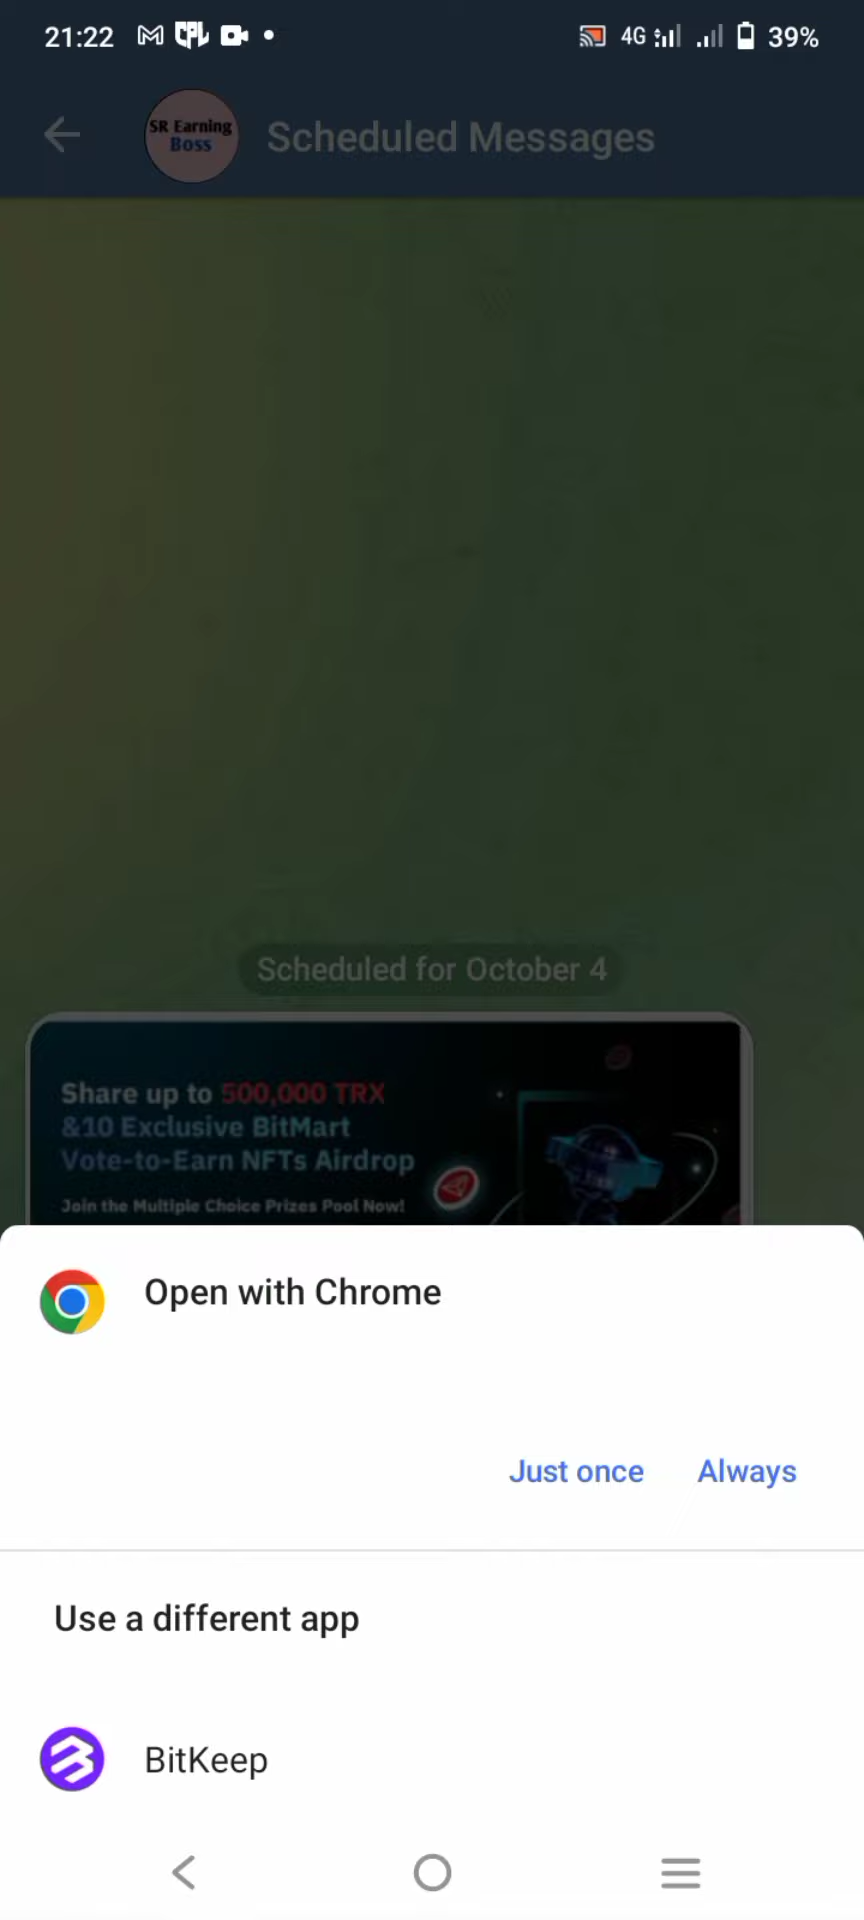 21:22
4G
39%
SR Earning
Boss
Scheduled Messages
Scheduled for October 4
Share up to 500,000 TRX
&10 Exclusive BitMart
Vote-to-Earn NFTs Airdrop
Join the Multiple Choice Prizes Pool Now!
Open with Chrome
Just once
Always
Use a different app
BitKeep